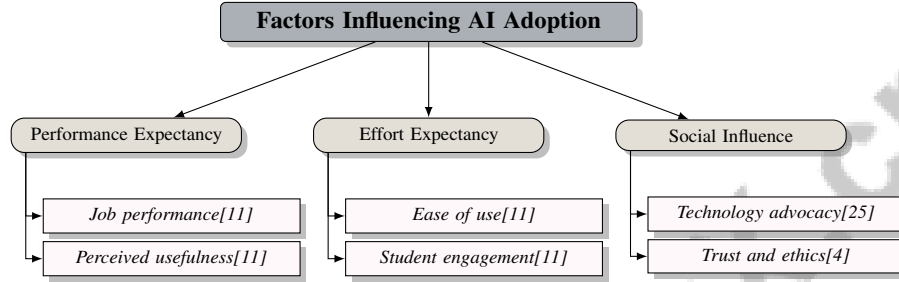 Factors Influencing AI Adoption
Performance Expectancy
Effort Expectancy
Social Influence
Job performance[11]
Ease of use[11]
Technology advocacy[25]
Perceived usefulness[11]
Student engagement[11]
Trust and ethics[4]